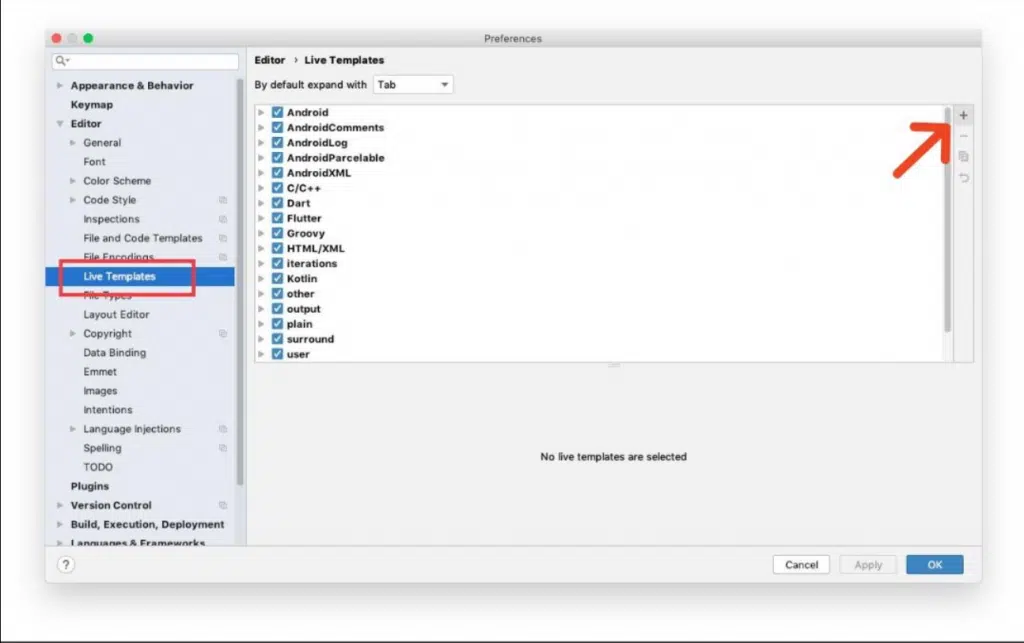 Preferences
Appearance & Behavior
Keymap
Editor
General
Font
Color Scheme
Code Style
Inspections
File and Code Templates
File Encodings
Live Templates
File Types
Layout Editor
Copyright
Data Binding
Emmet
Images
Intentions
Language Injections
Spelling
TODO
Plugins
Version Control
Build, Execution, Deployment
Languages & Frameworks
Editor › Live Templates
By default expand with Tab
Android
AndroidComments
AndroidLog
AndroidParcelable
AndroidXML
C/C++
Dart
Flutter
Groovy
HTML/XML
iterations
Kotlin
other
output
plain
surround
user
No live templates are selected
?
Cancel Apply OK